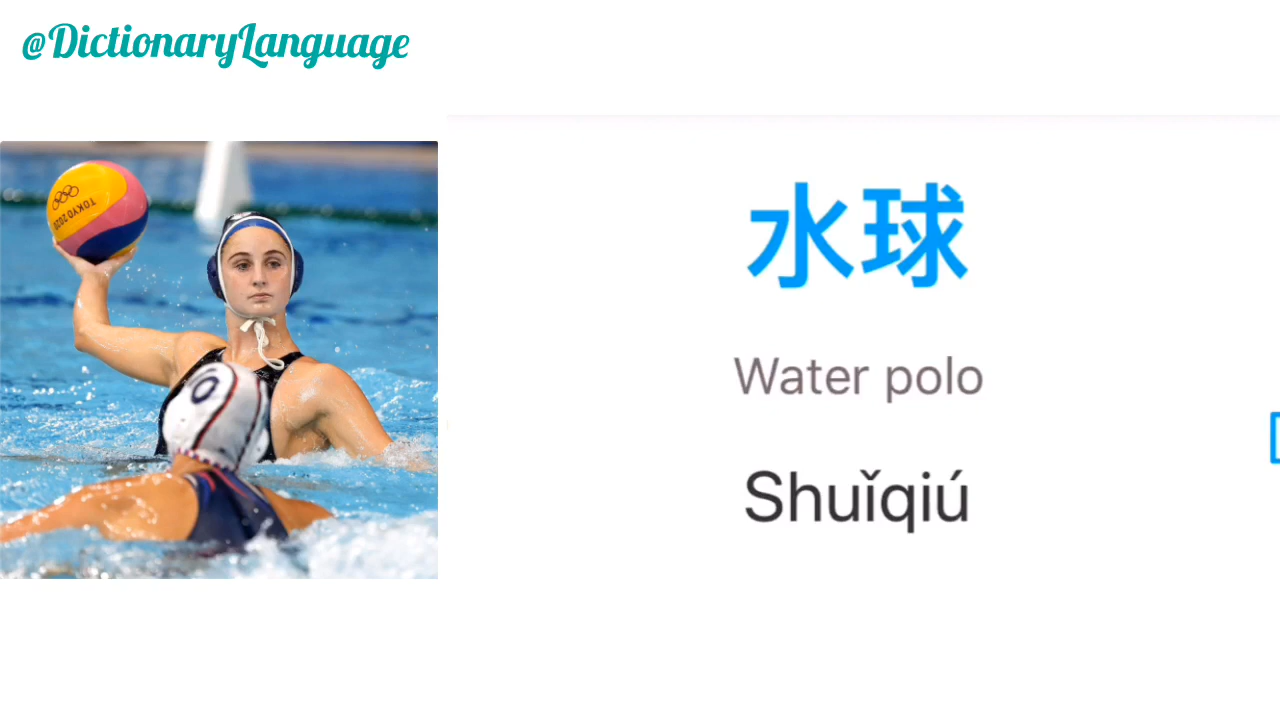 @DictionaryLanguage
TOKYO 2020
水球
Water polo
Shuǐqiú